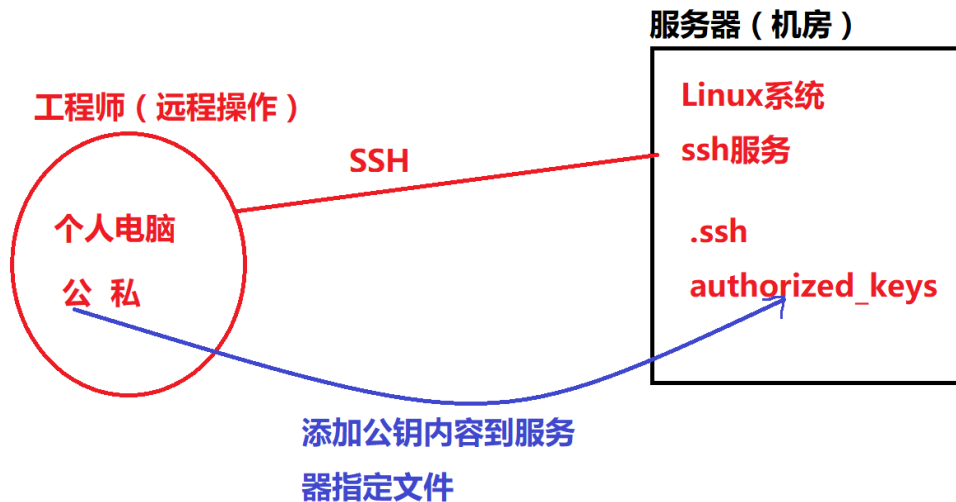 服务器（机房）
工程师（远程操作）
Linux系统
SSH
ssh服务
个人电脑
.ssh
公 私
authorized_keys
添加公钥内容到服务
器指定文件